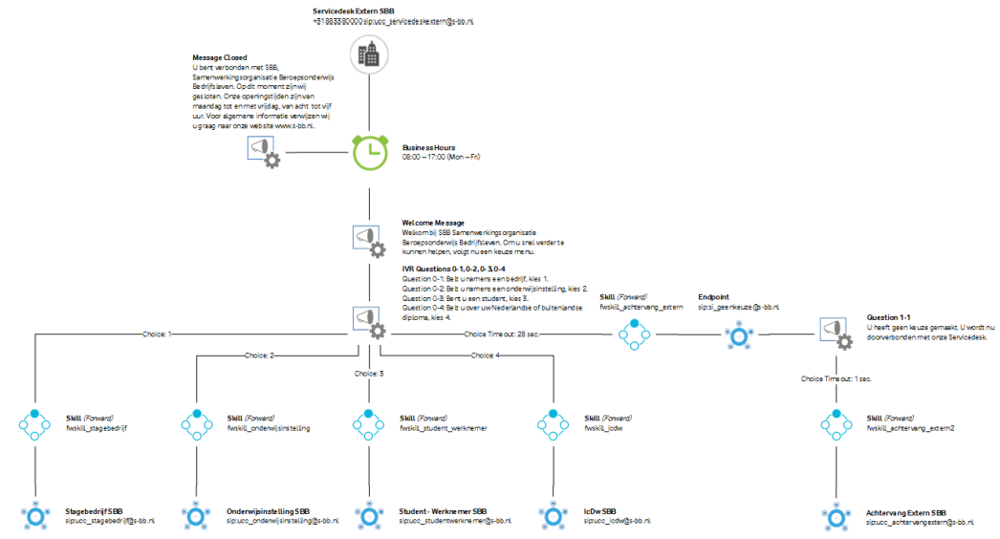 Servicedesk Extern SBB
+31883380000 sip:ucc_servicedeskextern@s-bb.nl
Message Closed
U bent verbonden met SBB,
Samenwerkingsorganisatie Beroepsonderwijs
Bedrijfsleven. Op dit moment zijn wij
gesloten. Onze openingstijden zijn van
maandag tot en met vrijdag, van acht tot vijf
uur. Voor algemene informatie verwijzen wij
u graag naar onze website www.s-bb.nl.
Business Hours
08:00 – 17:00 (Mon – Fri)
Welcome Message
Welkom bij SBB Samenwerkingsorganisatie
Beroepsonderwijs Bedrijfsleven. Om u snel verder te
kunnen helpen, volgt nu een keuze menu.
IVR Questions 0-1, 0-2, 0-3, 0-4
Question 0-1: Belt u namens een bedrijf, kies 1.
Question 0-2: Belt u namens een onderwijsinstelling, kies 2.
Question 0-3: Bent u een student, kies 3.
Question 0-4: Belt u over uw Nederlandse of buitenlandse
diploma, kies 4.
Skill (Forward)
fwskill_achtervang_extern
Endpoint
sip:si_geenkeuze@s-bb.nl
Question 1-1
U heeft geen keuze gemaakt. U wordt nu
doorverbonden met onze Servicedesk.
Choice: 1
Choice Timeout: 28 sec.
Choice: 2
Choice: 3
Choice: 4
Choice Timeout: 1 sec.
Skill (Forward)
fwskill_stagebedrijf
Skill (Forward)
fwskill_onderwijsinstelling
Skill (Forward)
fwskill_student_werknemer
Skill (Forward)
fwskill_icdw
Skill (Forward)
fwskill_achtervang_extern2
Stagebedrijf SBB
sip:ucc_stagebedrijf@s-bb.nl
Onderwijsinstelling SBB
sip:ucc_onderwijsinstelling@s-bb.nl
Student - Werknemer SBB
sip:ucc_studentwerknemer@s-bb.nl
IcDw SBB
sip:ucc_icdw@s-bb.nl
Achtervang Extern SBB
sip:ucc_achtervangextern@s-bb.nl